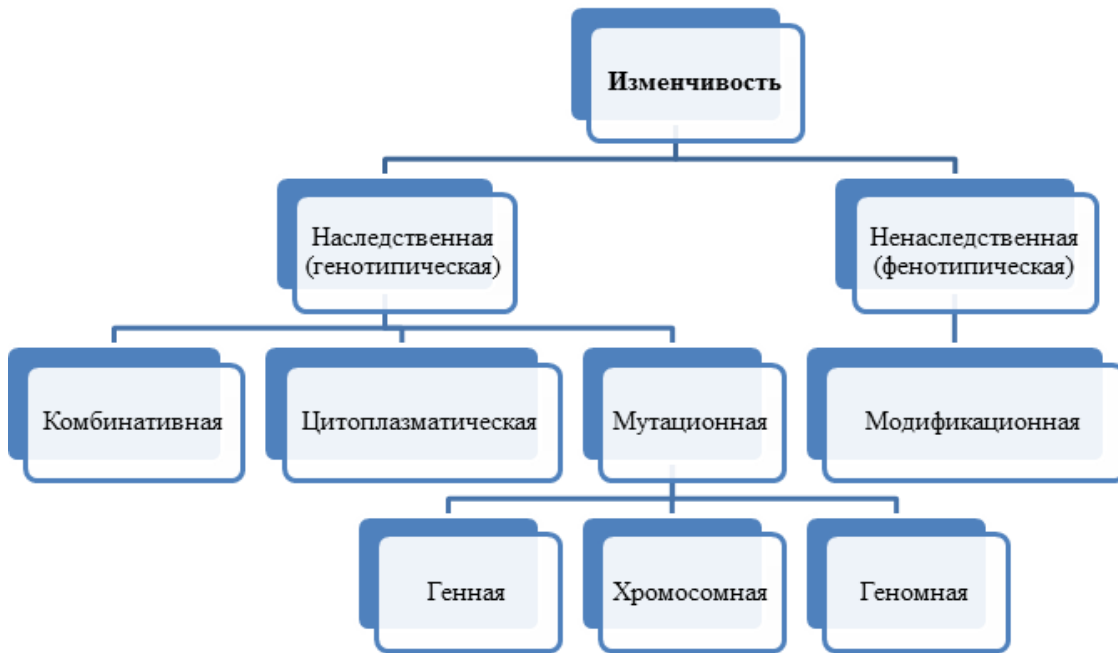 Изменчивость
Наследственная
(генотипическая)
Ненаследственная
(фенотипическая)
Комбинативная
Цитоплазматическая
Мутационная
Модификационная
Генная
Хромосомная
Геномная